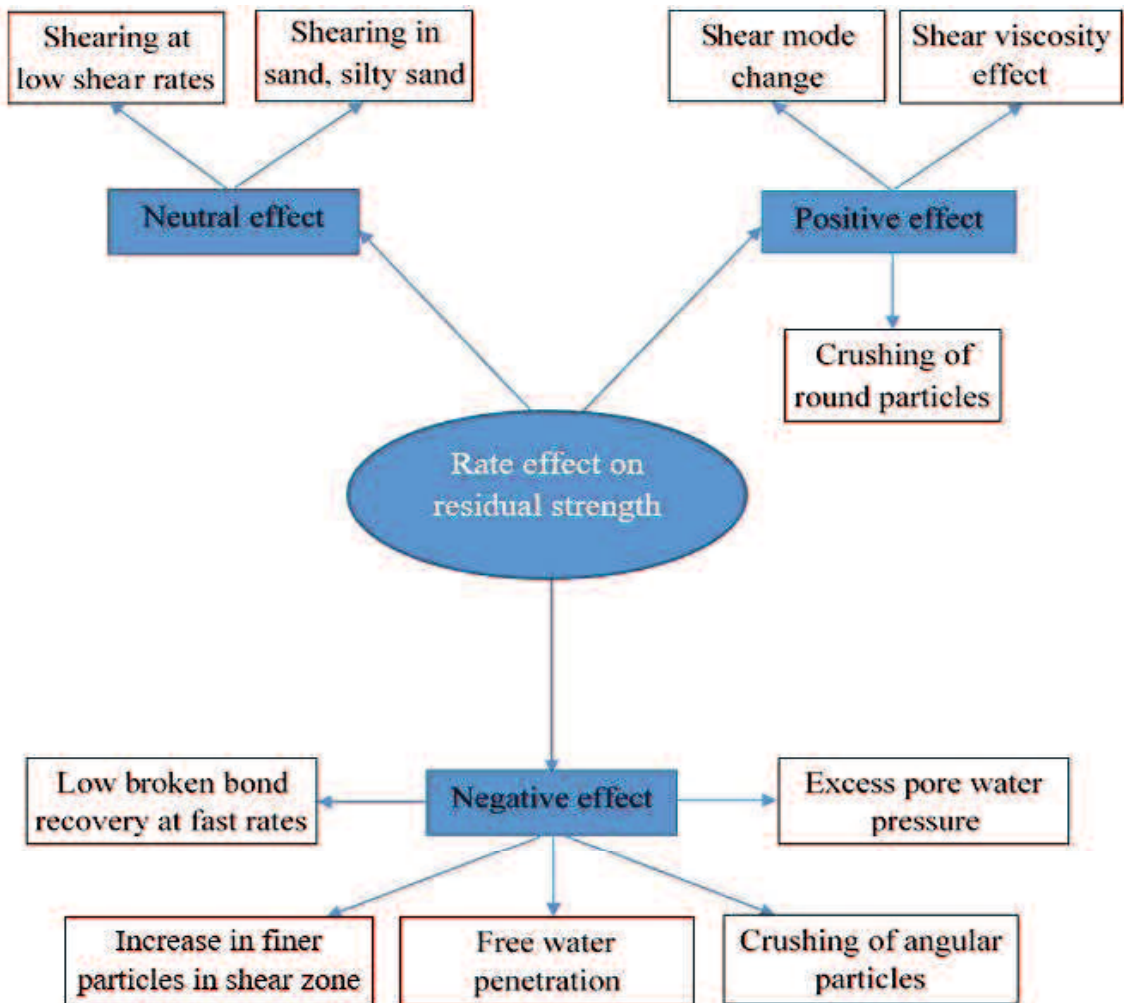 Shearing at
low shear rates
Shearing in
sand, silty sand
Shear mode
change
Shear viscosity
effect
Neutral effect
Positive effect
Crushing of
round particles
Rate effect on
residual strength
Low broken bond
recovery at fast rates
Negative effect
Excess pore water
pressure
Increase in finer
particles in shear zone
Free water
penetration
Crushing of angular
particles